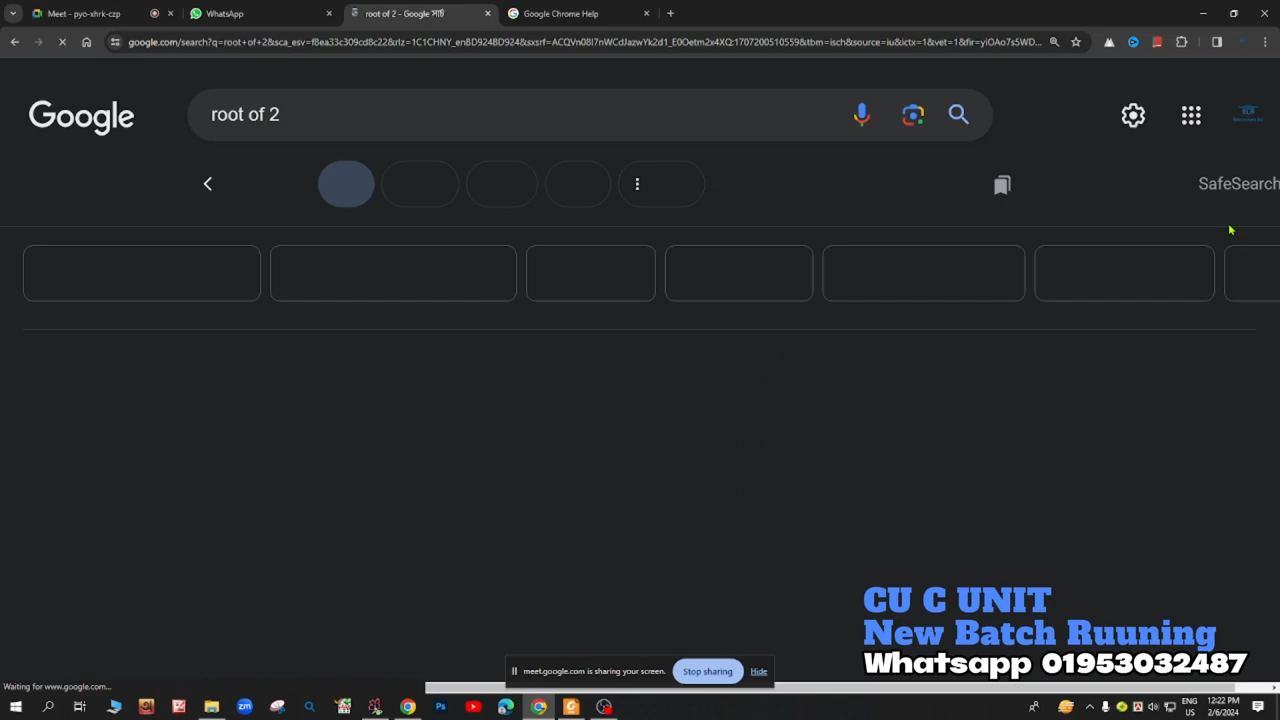 Meet - pyo-xhrk-czp
WhatsApp
root of 2 - Google সার্চ
Google Chrome Help
Google
root of 2
SafeSearch
CU C UNIT
New Batch Ruuning
Whatsapp 01953032487
meet.google.com is sharing your screen.
Stop sharing
Hide
Waiting for www.google.com...
ENG
US
12:22 PM
2/6/2024